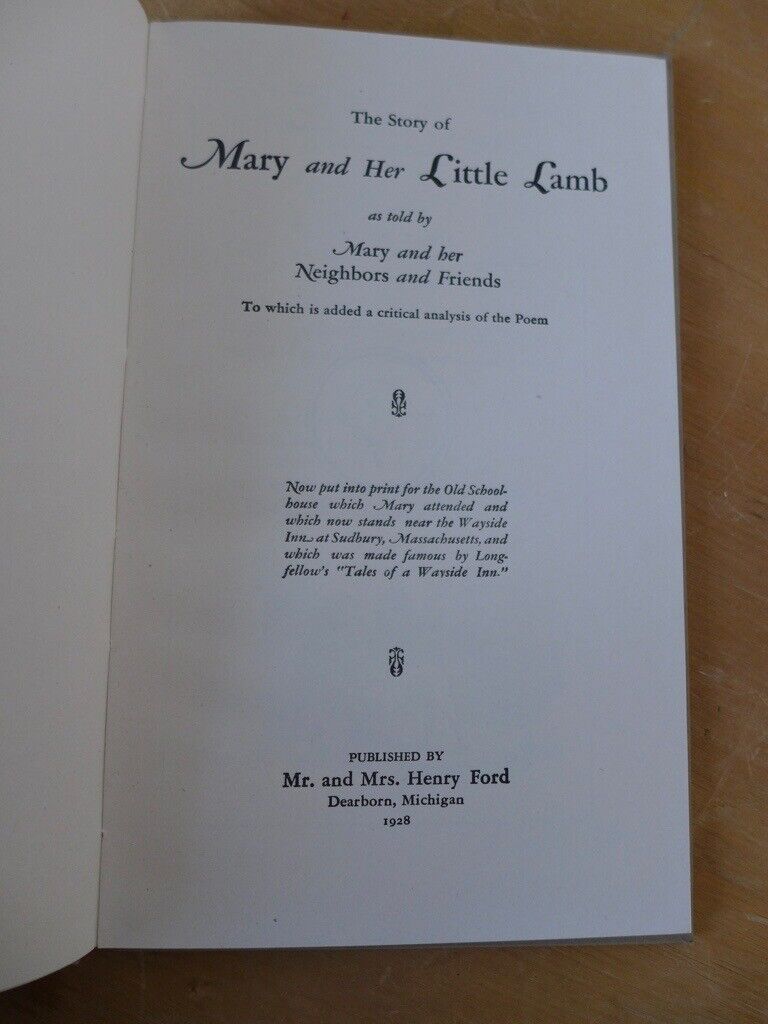 The Story of
Mary and Her Little Lamb
as told by
Mary and her
Neighbors and Friends
To which is added a critical analysis of the Poem
Now put into print for the Old School-
house which Mary attended and
which now stands near the Wayside
Inn at Sudbury, Massachusetts, and
which was made famous by Long-
fellow's "Tales of a Wayside Inn."
PUBLISHED BY
Mr. and Mrs. Henry Ford
Dearborn, Michigan
1928